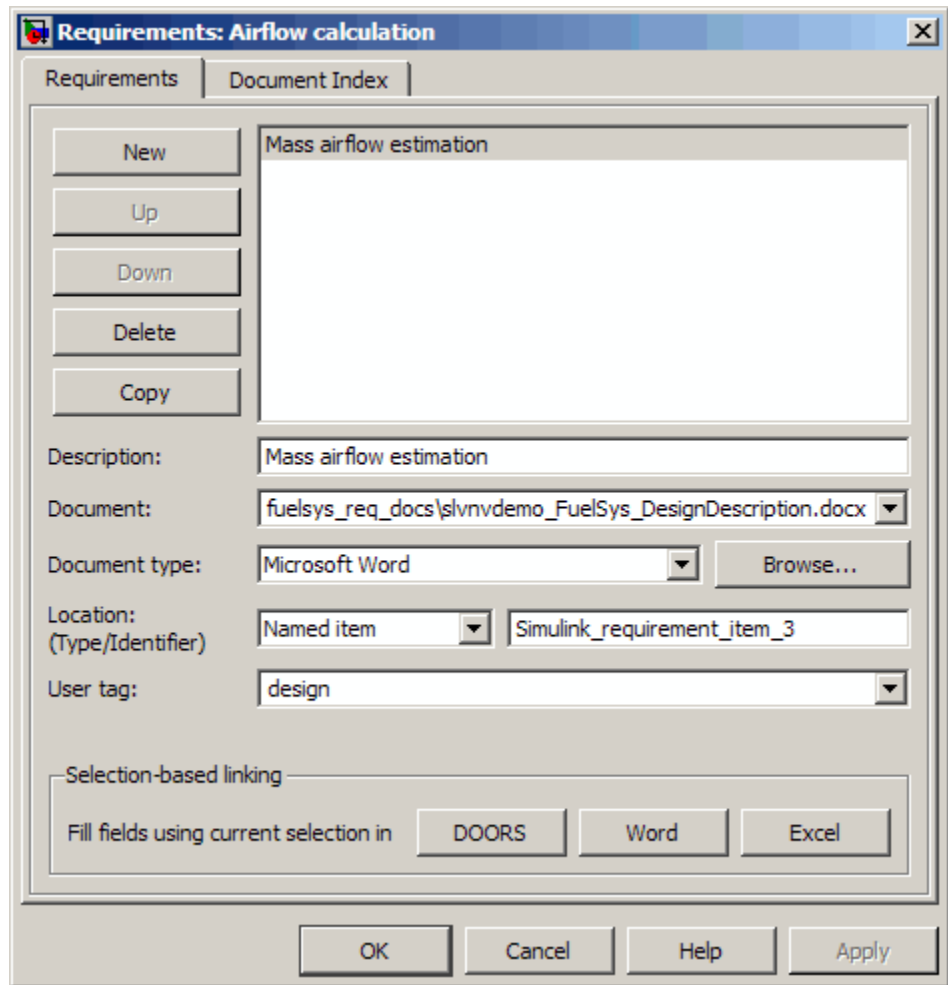 Requirements: Airflow calculation
Requirements
Document Index
New
Mass airflow estimation
Up
Down
Delete
Copy
Description:
Mass airflow estimation
Document:
fuelsys_req_docs\slvnvdemo_FuelSys_DesignDescription.docx
Document type:
Microsoft Word
Browse...
Location:
(Type/Identifier)
Named item
Simulink_requirement_item_3
User tag:
design
Selection-based linking
Fill fields using current selection in
DOORS
Word
Excel
OK
Cancel
Help
Apply